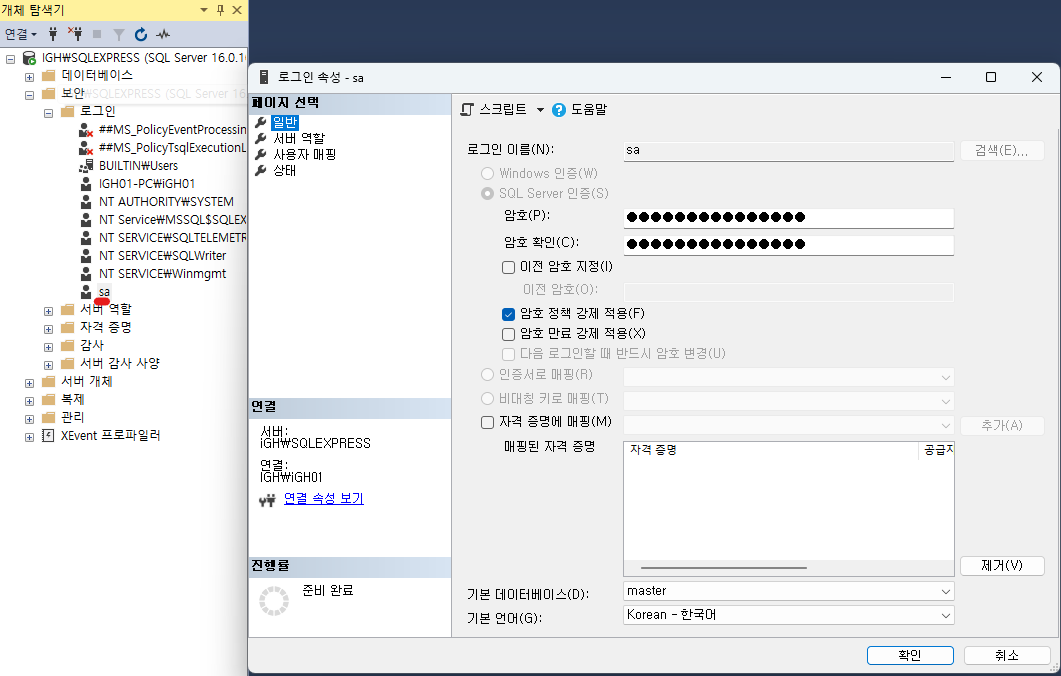 개체 탐색기
연결
IGH\SQLEXPRESS (SQL Server 16.0.1
데이터베이스
보안
로그인
##MS_PolicyEventProcessin
##MS_PolicyTsqlExecutionL
BUILTIN\Users
IGH01-PC\iGH01
NT AUTHORITY\SYSTEM
NT Service\MSSQL$SQLEX
NT SERVICE\SQLTELEMETR
NT SERVICE\SQLWriter
NT SERVICE\Winmgmt
sa
서버 역할
자격 증명
감사
서버 감사 사양
서버 개체
복제
관리
XEvent 프로파일러
로그인 속성 - sa
페이지 선택
일반
서버 역할
사용자 매핑
상태
연결
서버:
iGH\SQLEXPRESS
연결:
IGH\iGH01
연결 속성 보기
진행률
준비 완료
스크립트
도움말
로그인 이름(N):
sa
검색(E)...
Windows 인증(W)
SQL Server 인증(S)
암호(P):
●●●●●●●●●●●●●●●
암호 확인(C):
●●●●●●●●●●●●●●●
이전 암호 지정(I)
이전 암호(O):
암호 정책 강제 적용(F)
암호 만료 강제 적용(X)
다음 로그인할 때 반드시 암호 변경(U)
인증서로 매핑(R)
비대칭 키로 매핑(T)
자격 증명에 매핑(M)
추가(A)
매핑된 자격 증명
자격 증명 공급자
제거(V)
기본 데이터베이스(D):
master
기본 언어(G):
Korean - 한국어
확인
취소